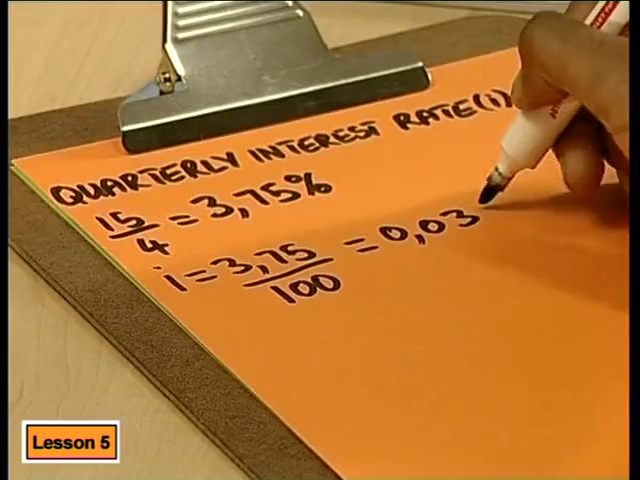 QUARTERLY INTEREST RATE(i)
15/4 = 3,75%
i = 3,75/100 = 0,03
Lesson 5